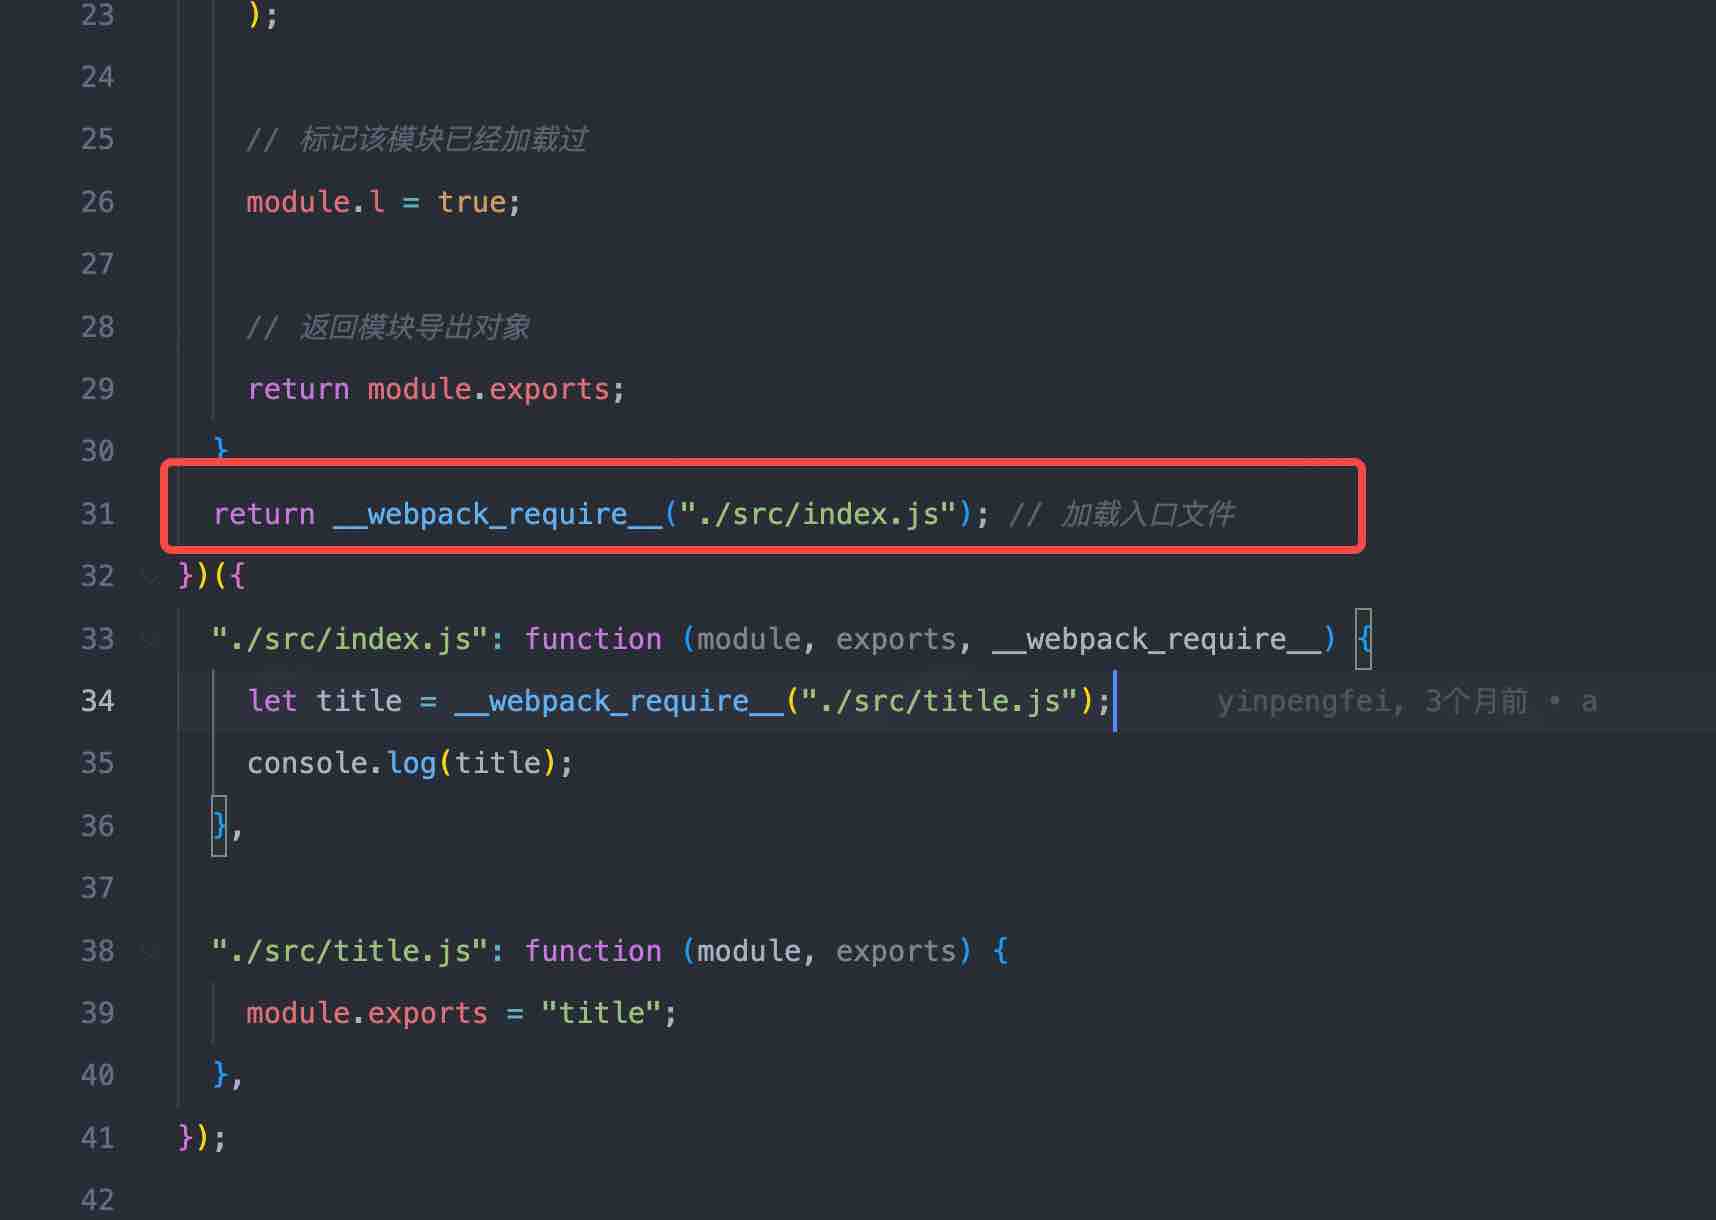 23 );
24
25 // 标记该模块已经加载过
26 module.l = true;
27
28 // 返回模块导出对象
29 return module.exports;
30 }
31 return __webpack_require__("./src/index.js"); // 加载入口文件
32 })({
33 "./src/index.js": function (module, exports, __webpack_require__) {
34 let title = __webpack_require__("./src/title.js"); yinpengfei, 3个月前 • a
35 console.log(title);
36 },
37
38 "./src/title.js": function (module, exports) {
39 module.exports = "title";
40 },
41 });
42